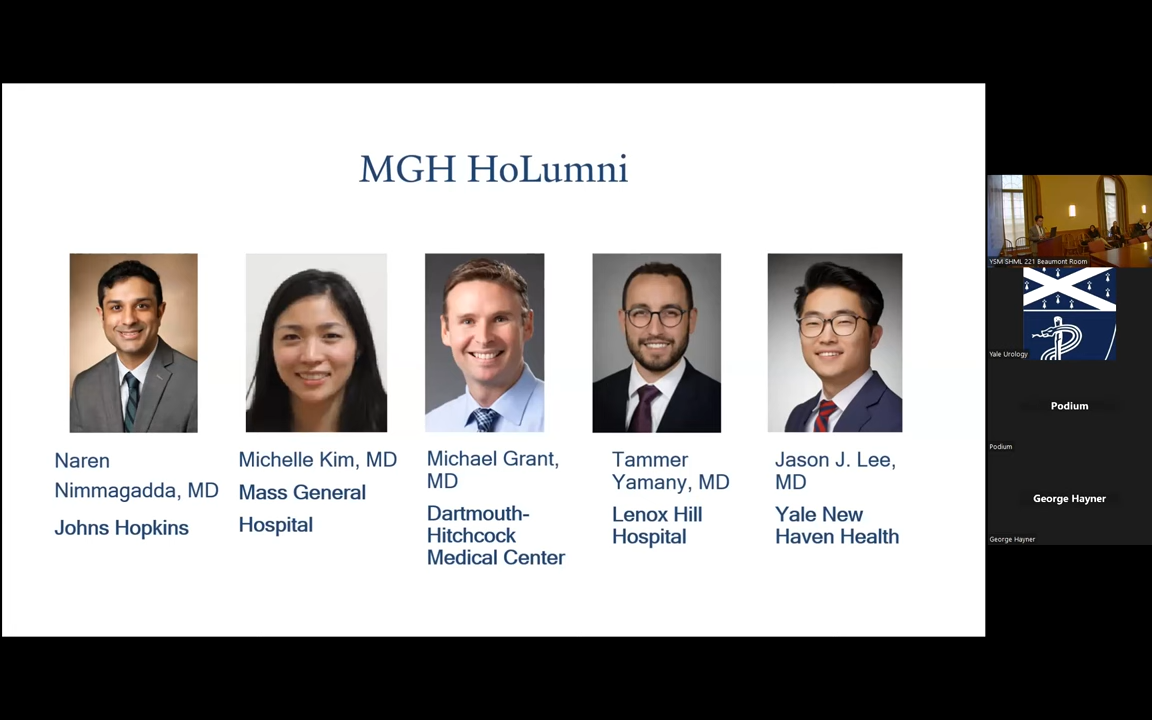 MGH HoLumni
Naren
Nimmagadda, MD
Johns Hopkins
Michelle Kim, MD
Mass General
Hospital
Michael Grant,
MD
Dartmouth-
Hitchcock
Medical Center
Tammer
Yamany, MD
Lenox Hill
Hospital
Jason J. Lee,
MD
Yale New
Haven Health
YSM SHML 221 Beaumont Room
Yale Urology
Podium
Podium
George Hayner
George Hayner